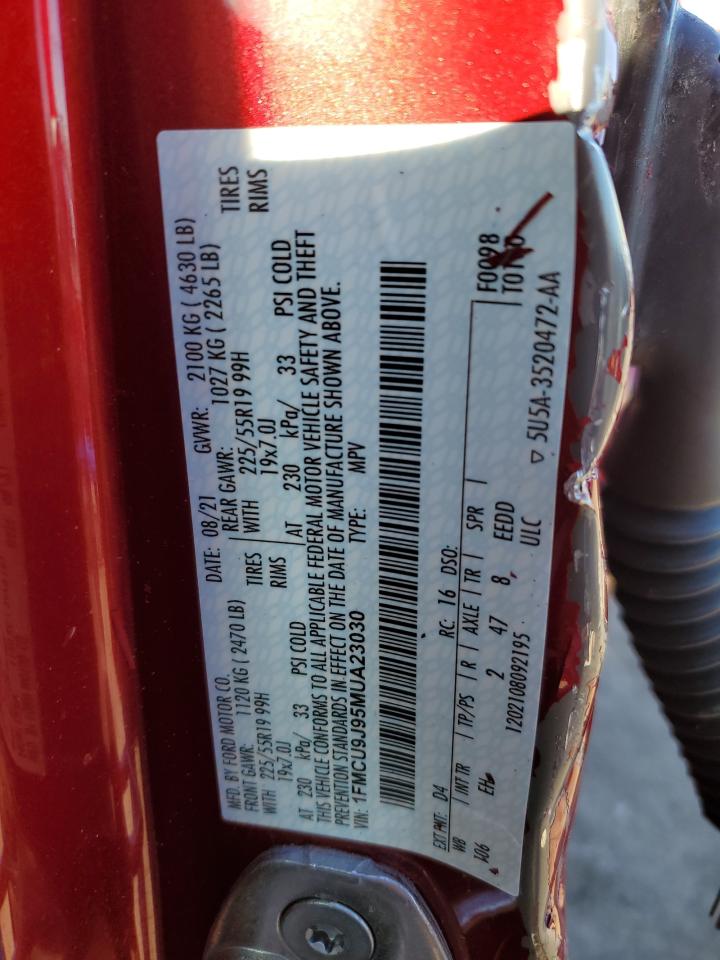 MFD. BY FORD MOTOR CO.
DATE: 08/21 GVWR: 2100 KG ( 4630 LB)
FRONT GAWR: 1120 KG ( 2470 LB)
REAR GAWR: 1027 KG ( 2265 LB)
WITH 225/55R19 99H TIRES
WITH 225/55R19 99H TIRES
19x7.0J RIMS
19x7.0J RIMS
AT 230 kPa/ 33 PSI COLD
AT 230 kPa/ 33 PSI COLD
THIS VEHICLE CONFORMS TO ALL APPLICABLE FEDERAL MOTOR VEHICLE SAFETY AND THEFT
PREVENTION STANDARDS IN EFFECT ON THE DATE OF MANUFACTURE SHOWN ABOVE.
VIN: 1FMCU9J95MUA23030 TYPE: MPV
EXT PNT: D4 RC: 16 DSO: F0098
WB INT TR TP/PS R AXLE TR SPR
106 2 47 8 EEDD
1202108092195 ULC
5U5A-3520472-AA